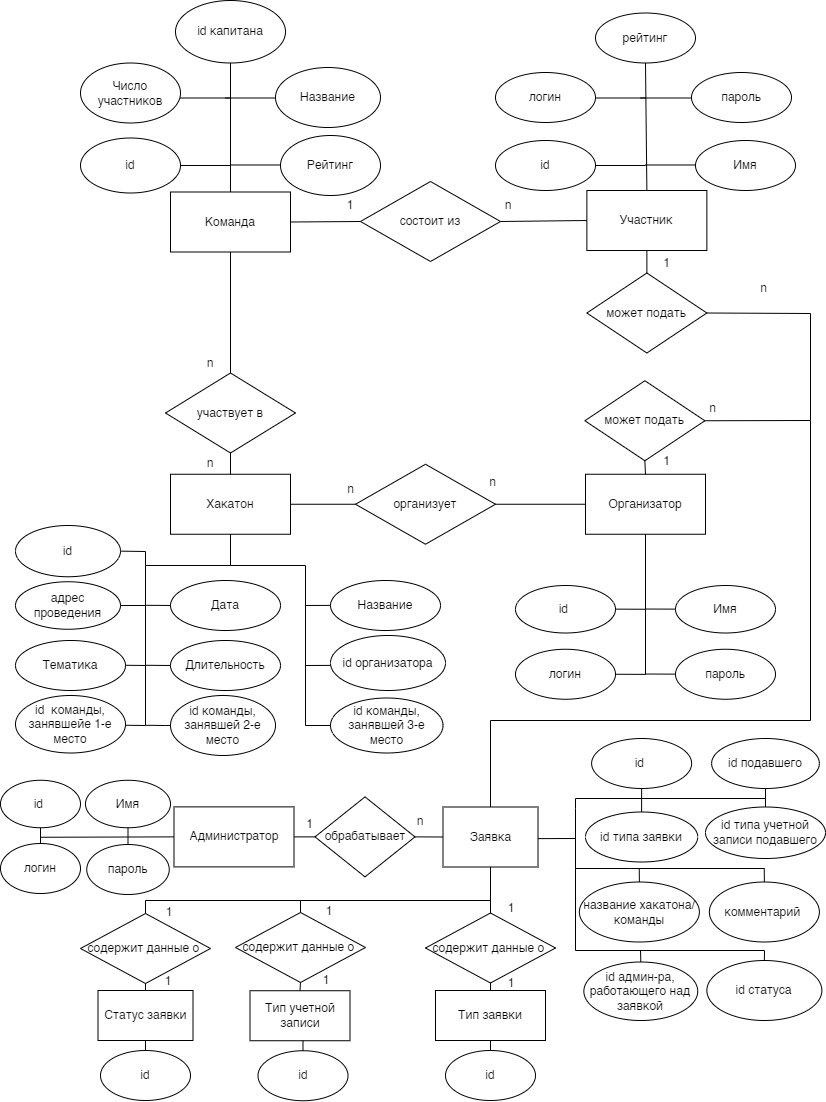 id капитана
рейтинг
Число
участников
Название
логин
пароль
id
Рейтинг
id
Имя
Команда
1
состоит из
n
Участник
1
n
может подать
n
участвует в
n
может подать
n
1
Хакатон
n
организует
n
Организатор
id
адрес
проведения
Дата
Название
id
Имя
Тематика
Длительность
id организатора
логин
пароль
id  команды,
занявшейе 1-е
место
id команды,
занявшей 2-е
место
id команды,
занявшей 3-е
место
id
id подавшего
id
Имя
Администратор
1
обрабатывает
n
Заявка
id типа заявки
id типа учетной
записи подавшего
логин
пароль
название хакатона/
команды
комментарий
1
1
1
содержит данные о
содержит данные о
содержит данные о
1
1
1
id админ-ра,
работающего над
заявкой
id статуса
Статус заявки
Тип учетной
записи
Тип заявки
id
id
id